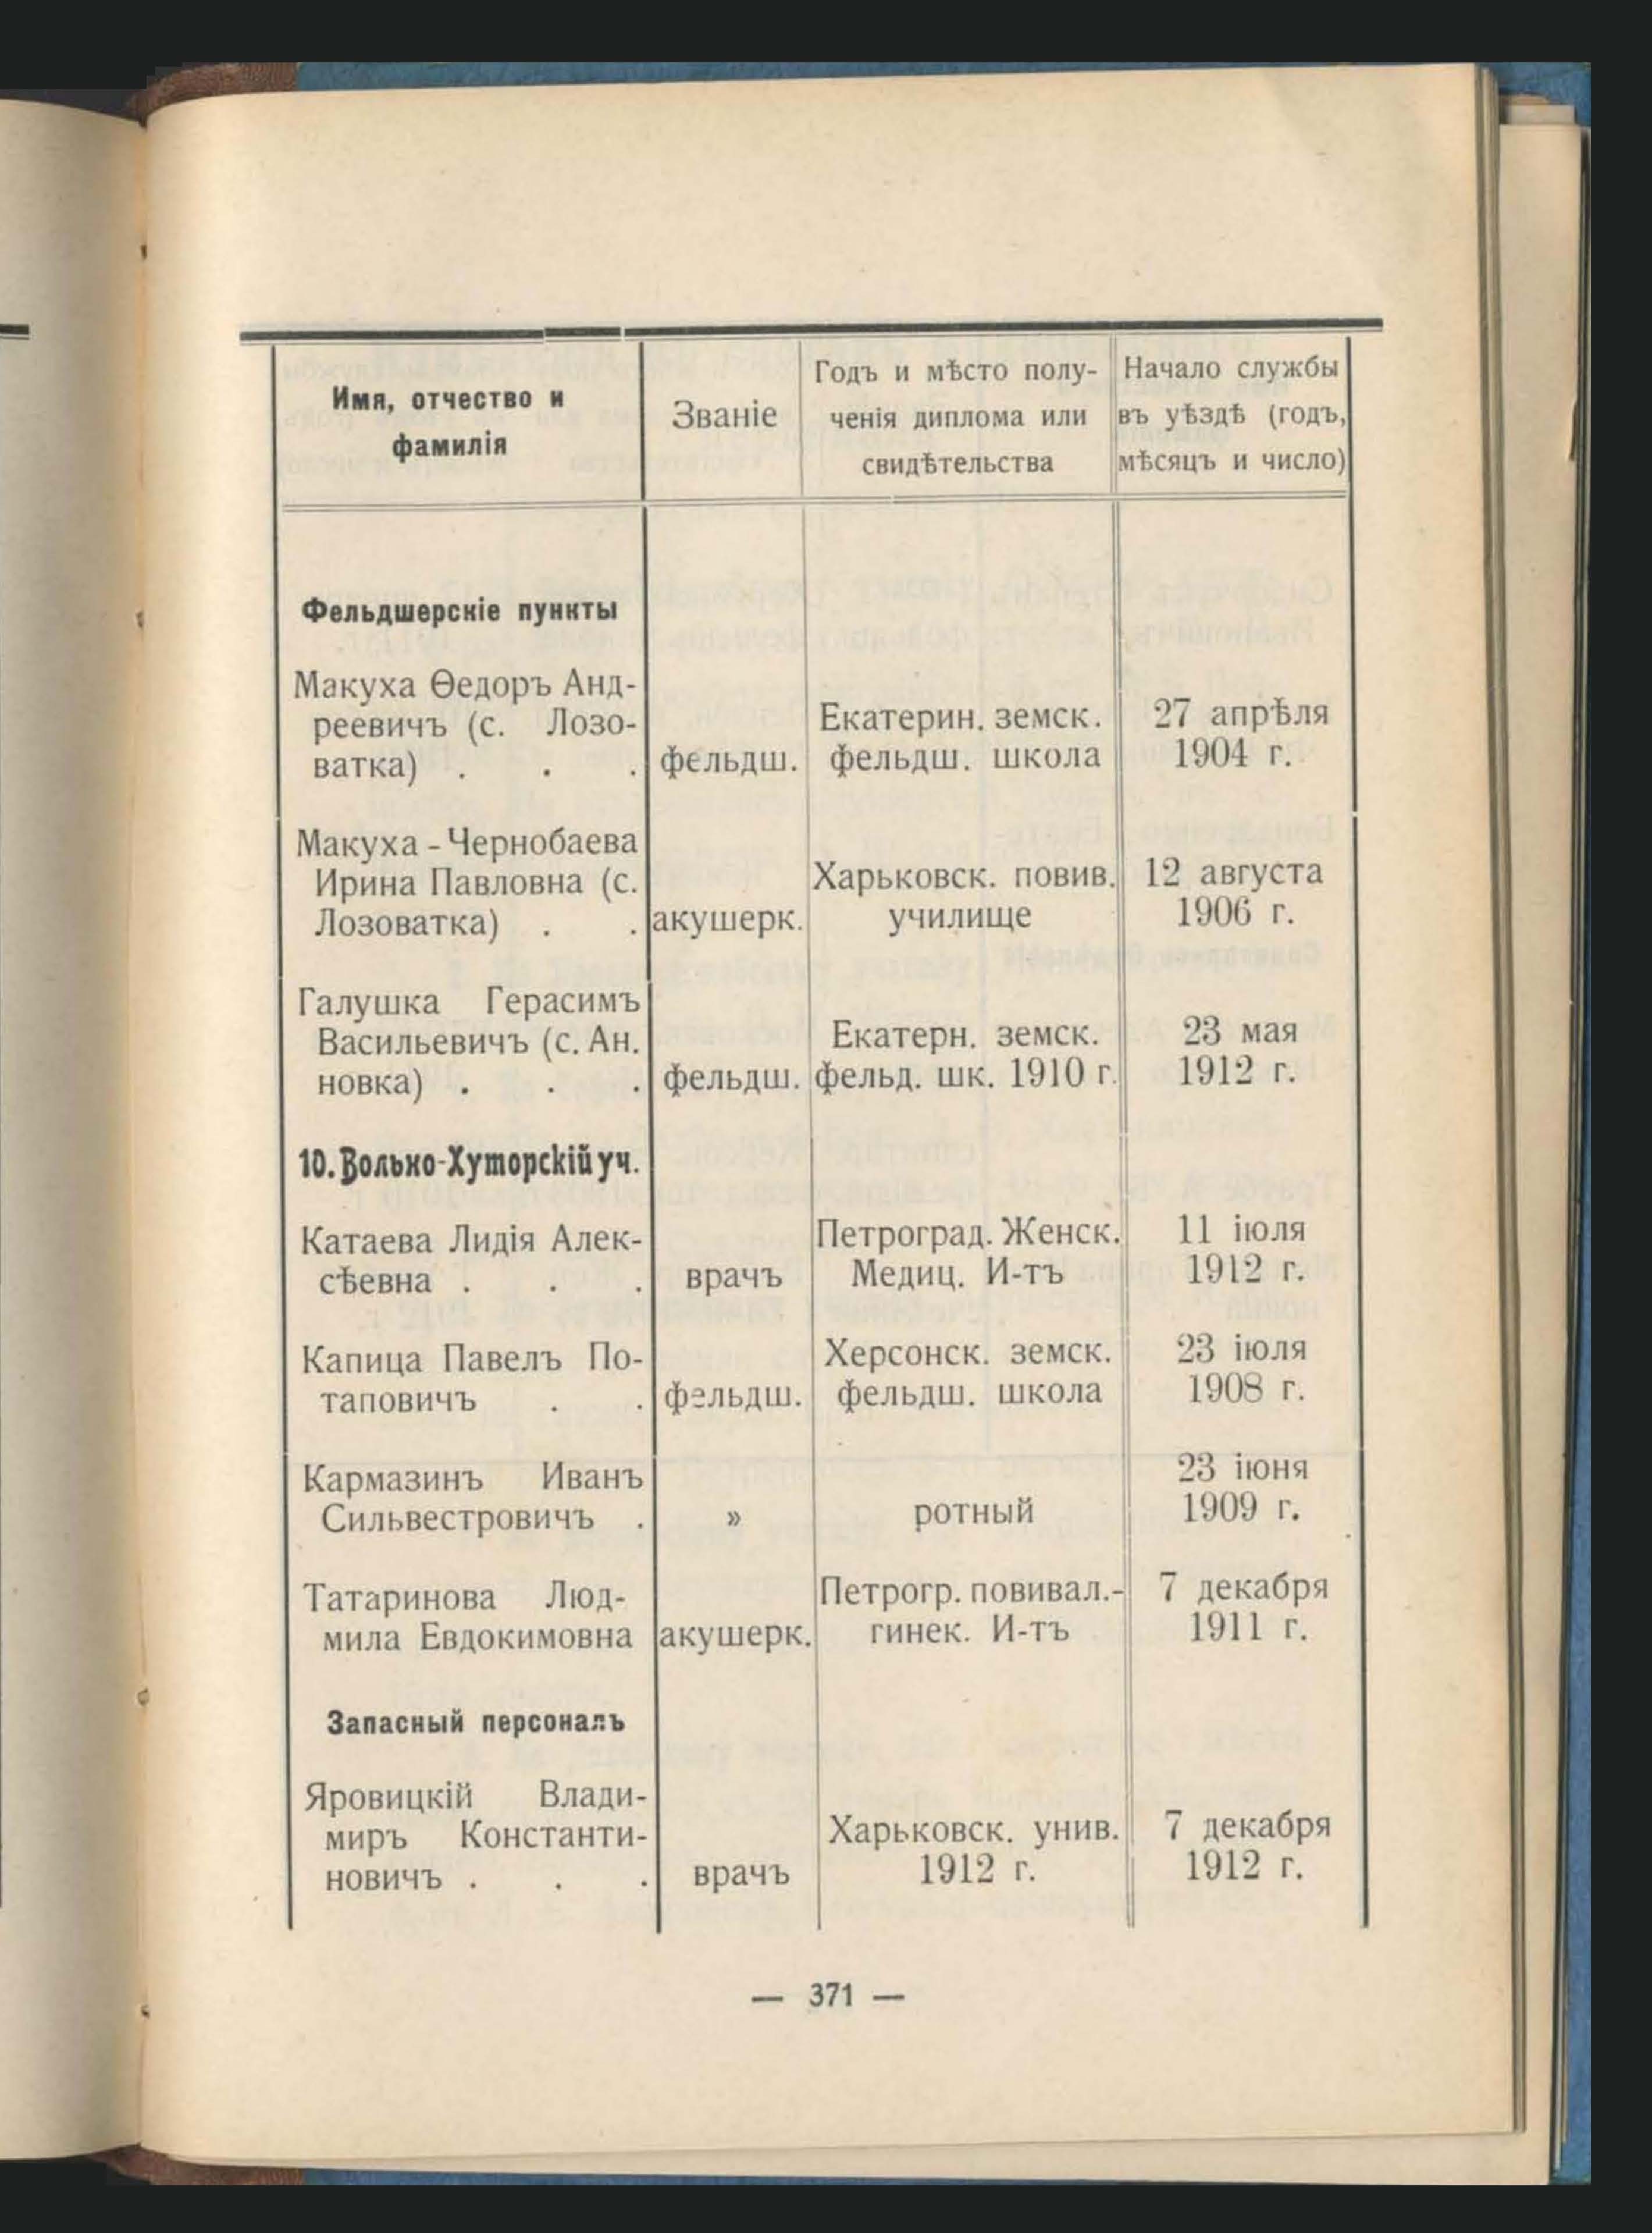 Имя, отчество и
фамилія
Званіе
Годъ и мѣсто полу-
ченія диплома или
свидѣтельства
Начало службы
въ уѣздѣ (годъ,
мѣсяцъ и число)
Фельдшерскіе пункты
Макуха Ѳедоръ Анд-
реевичъ (с. Лозо-
ватка) . . .
фельдш.
Екатерин. земск.
фельдш. школа
27 апрѣля
1904 г.
Макуха - Чернобаева
Ирина Павловна (с.
Лозоватка) . .
акушерк.
Харьковск. повив.
училище
12 августа
1906 г.
Галушка Герасимъ
Васильевичъ (с. Ан.
новка) . . .
фельдш.
Екатерн. земск.
фельд. шк. 1910 г.
23 мая
1912 г.
10. Вольно-Хуторскій уч.
Катаева Лидія Алек-
сѣевна . . .
врачъ
Петроград. Женск.
Медиц. И-тъ
11 іюля
1912 г.
Капица Павелъ По-
таповичъ . .
фельдш.
Херсонск. земск.
фельдш. школа
23 іюля
1908 г.
Кармазинъ Иванъ
Сильвестровичъ .
»
ротный
23 іюня
1909 г.
Татаринова Люд-
мила Евдокимовна
акушерк.
Петрогр. повивал.-
гинек. И-тъ
7 декабря
1911 г.
Запасный персоналъ
Яровицкій Влади-
миръ Константи-
новичъ . . .
врачъ
Харьковск. унив.
1912 г.
7 декабря
1912 г.
— 371 —